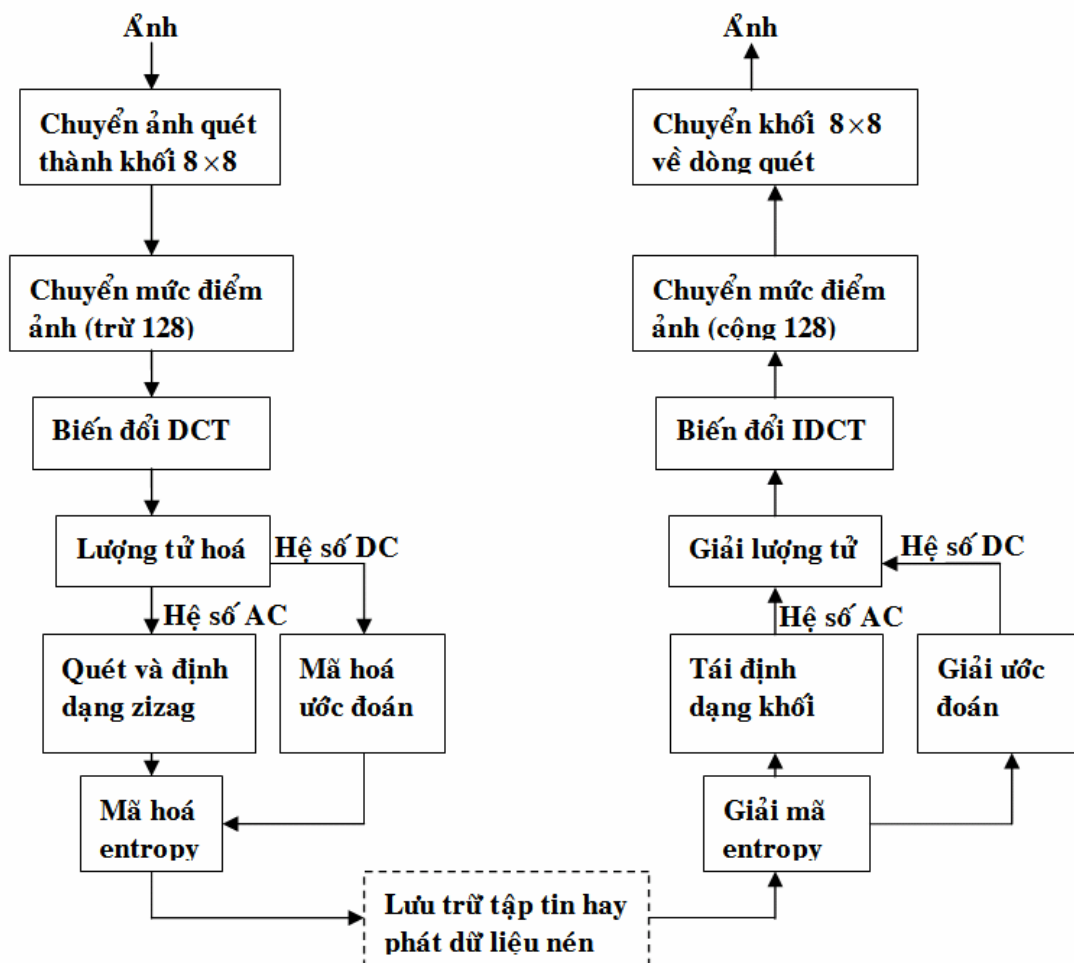 Ảnh
Chuyển ảnh quét
thành khối 8×8
Chuyển mức điểm
ảnh (trừ 128)
Biến đổi DCT
Lượng tử hoá
Hệ số DC
Hệ số AC
Quét và định
dạng zizag
Mã hoá
ước đoán
Mã hoá
entropy
Lưu trữ tập tin hay
phát dữ liệu nén
Ảnh
Chuyển khối 8×8
về dòng quét
Chuyển mức điểm
ảnh (cộng 128)
Biến đổi IDCT
Giải lượng tử
Hệ số DC
Hệ số AC
Tái định
dạng khối
Giải ước
đoán
Giải mã
entropy